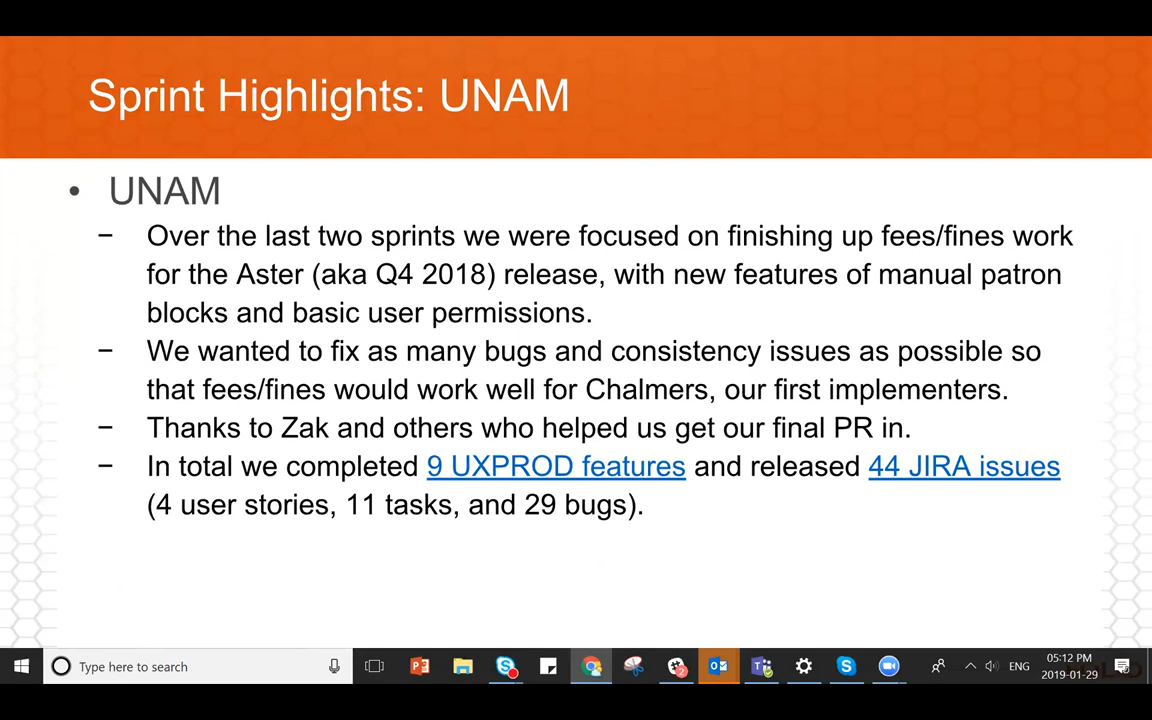 Sprint Highlights: UNAM
• UNAM
− Over the last two sprints we were focused on finishing up fees/fines work
for the Aster (aka Q4 2018) release, with new features of manual patron
blocks and basic user permissions.
− We wanted to fix as many bugs and consistency issues as possible so
that fees/fines would work well for Chalmers, our first implementers.
− Thanks to Zak and others who helped us get our final PR in.
− In total we completed 9 UXPROD features and released 44 JIRA issues
(4 user stories, 11 tasks, and 29 bugs).
Type here to search
ENG
05:12 PM
2019-01-29